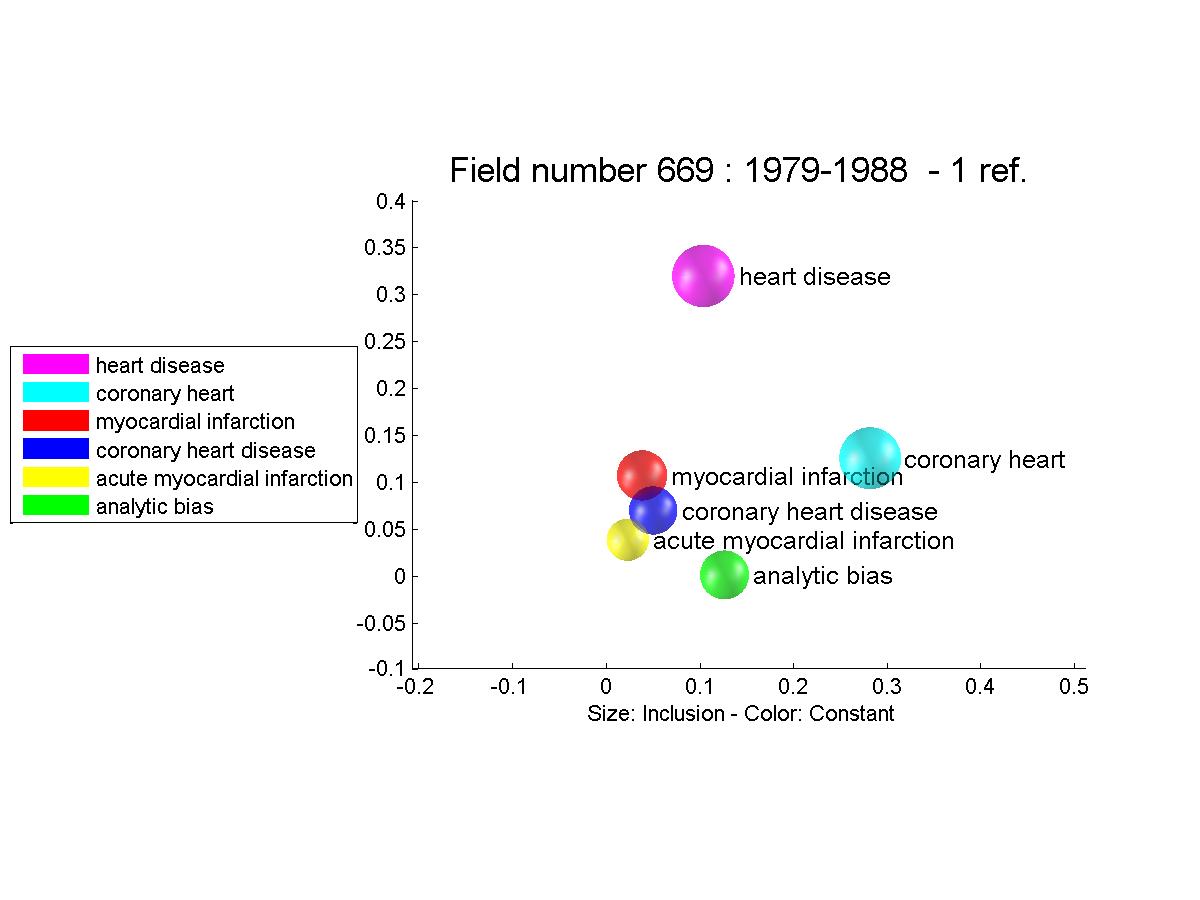 Field number 669 : 1979-1988  - 1 ref.
0.4
0.35
0.3
0.25
0.2
0.15
0.1
0.05
0
-0.05
-0.1
heart disease
coronary heart
myocardial infarction
coronary heart disease
acute myocardial infarction
analytic bias
heart disease
coronary heart
myocardial infarction
coronary heart disease
acute myocardial infarction
analytic bias
-0.2 -0.1 0 0.1 0.2 0.3 0.4 0.5
Size: Inclusion - Color: Constant